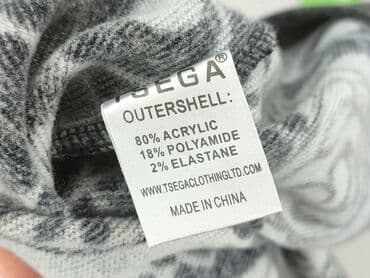 TSEGA®
OUTERSHELL:
80% ACRYLIC
18% POLYAMIDE
2% ELASTANE
WWW.TSEGACLOTHINGLTD.COM
MADE IN CHINA